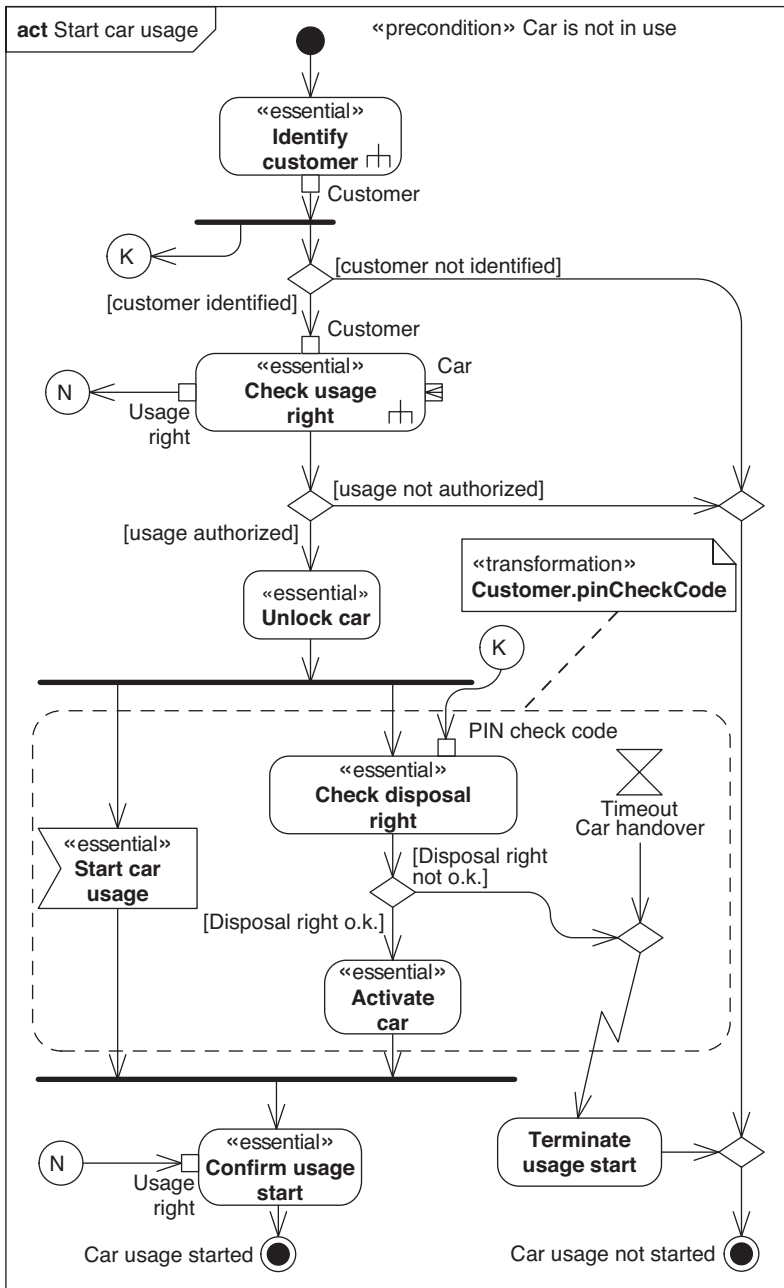 act Start car usage
«precondition» Car is not in use
«essential»
Identify
customer
Customer
K
[customer not identified]
[customer identified]
Customer
«essential»
Check usage
right
Car
N
Usage
right
[usage not authorized]
[usage authorized]
«transformation»
Customer.pinCheckCode
«essential»
Unlock car
K
PIN check code
«essential»
Check disposal
right
Timeout
Car handover
«essential»
Start car
usage
[Disposal right
not o.k.]
[Disposal right o.k.]
«essential»
Activate
car
«essential»
Confirm usage
start
N
Usage
right
Terminate
usage start
Car usage started
Car usage not started